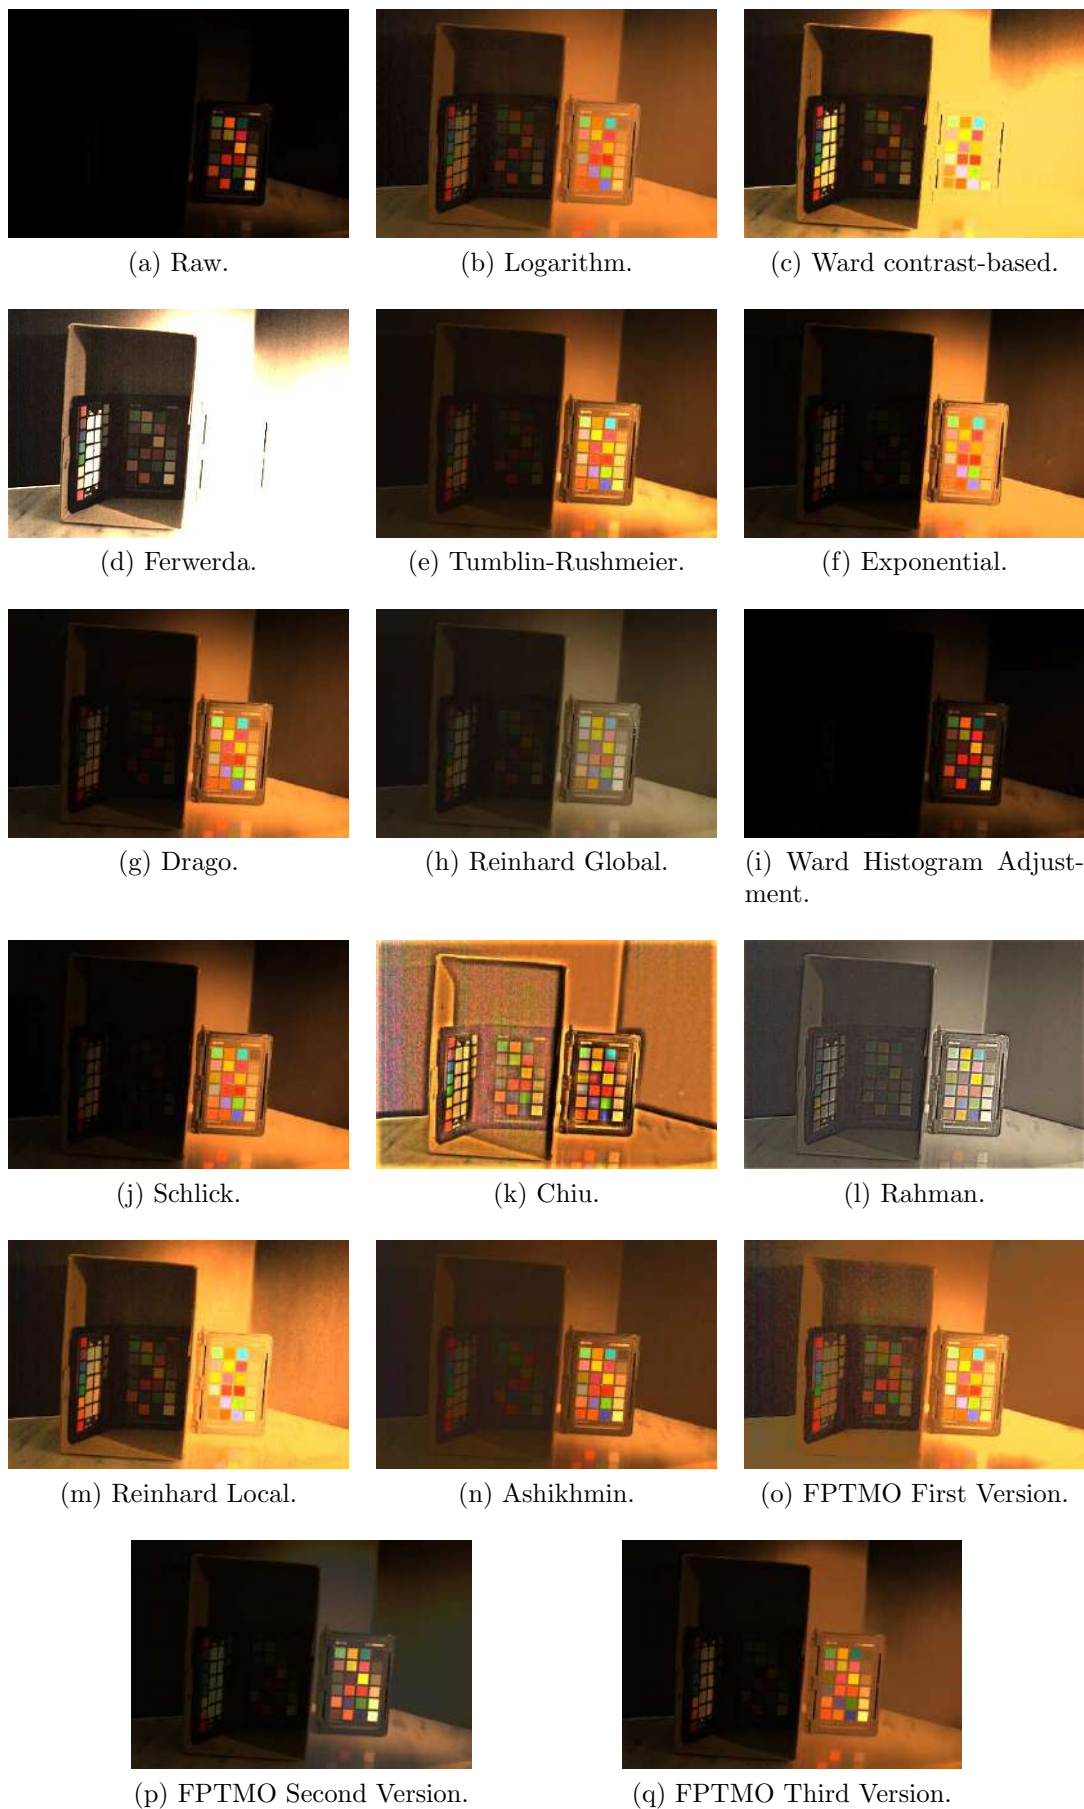 (a) Raw.
(b) Logarithm.
(c) Ward contrast-based.
(d) Ferwerda.
(e) Tumblin-Rushmeier.
(f) Exponential.
(g) Drago.
(h) Reinhard Global.
(i) Ward Histogram Adjust-
ment.
(j) Schlick.
(k) Chiu.
(l) Rahman.
(m) Reinhard Local.
(n) Ashikhmin.
(o) FPTMO First Version.
(p) FPTMO Second Version.
(q) FPTMO Third Version.